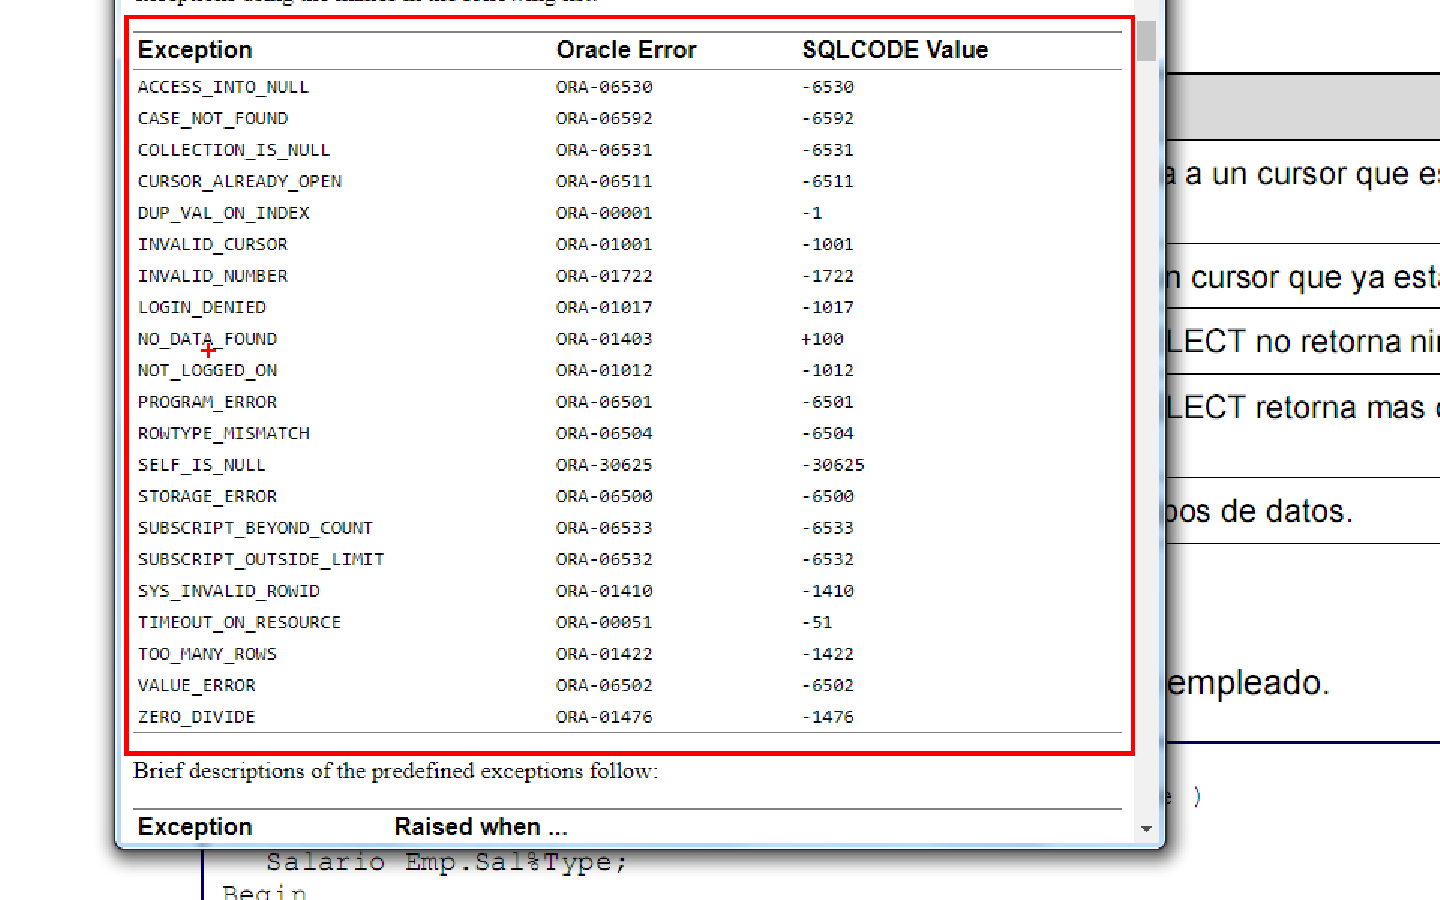 Exception Oracle Error SQLCODE Value
ACCESS_INTO_NULL ORA-06530 -6530
CASE_NOT_FOUND ORA-06592 -6592
COLLECTION_IS_NULL ORA-06531 -6531
CURSOR_ALREADY_OPEN ORA-06511 -6511
DUP_VAL_ON_INDEX ORA-00001 -1
INVALID_CURSOR ORA-01001 -1001
INVALID_NUMBER ORA-01722 -1722
LOGIN_DENIED ORA-01017 -1017
NO_DATA_FOUND ORA-01403 +100
NOT_LOGGED_ON ORA-01012 -1012
PROGRAM_ERROR ORA-06501 -6501
ROWTYPE_MISMATCH ORA-06504 -6504
SELF_IS_NULL ORA-30625 -30625
STORAGE_ERROR ORA-06500 -6500
SUBSCRIPT_BEYOND_COUNT ORA-06533 -6533
SUBSCRIPT_OUTSIDE_LIMIT ORA-06532 -6532
SYS_INVALID_ROWID ORA-01410 -1410
TIMEOUT_ON_RESOURCE ORA-00051 -51
TOO_MANY_ROWS ORA-01422 -1422
VALUE_ERROR ORA-06502 -6502
ZERO_DIVIDE ORA-01476 -1476
Brief descriptions of the predefined exceptions follow:
Exception Raised when ...
a un cursor que
cursor que ya
LECT no retorna
LECT retorna mas
de datos.
empleado.
)
Salario Emp.Sal%Type;
Begin